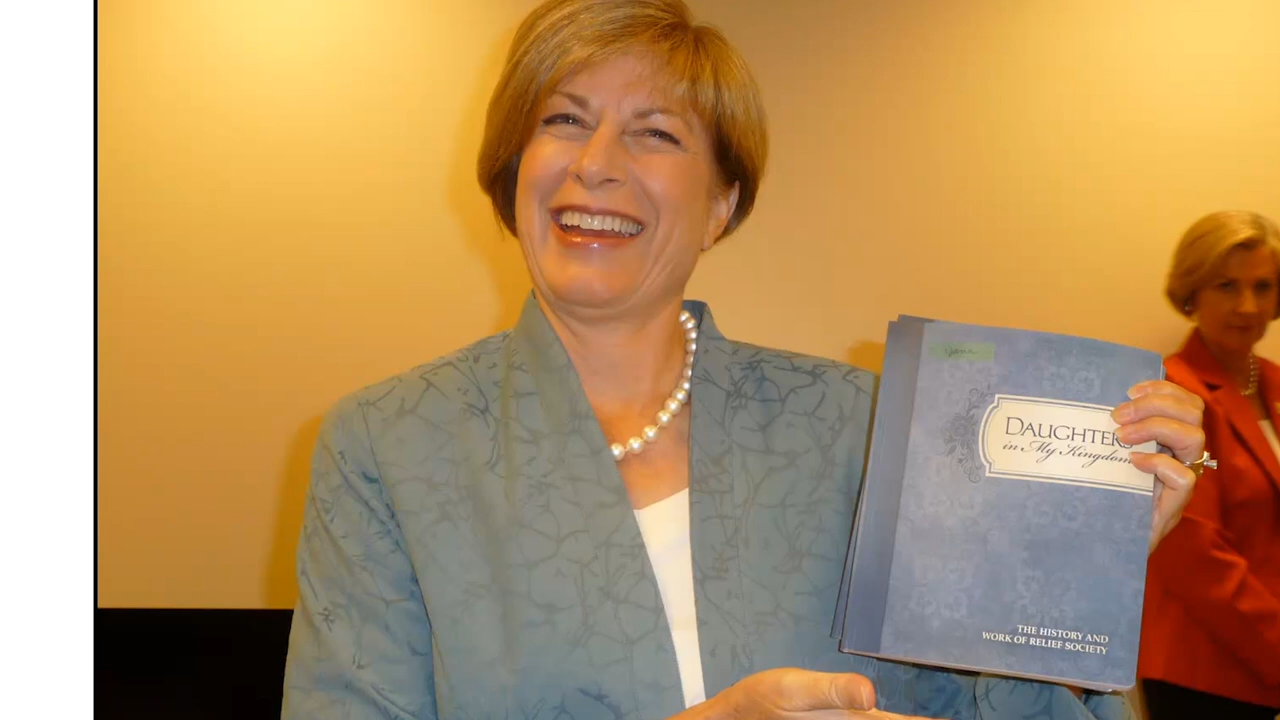 DAUGHTERS
in My Kingdom
THE HISTORY AND
WORK OF RELIEF SOCIETY